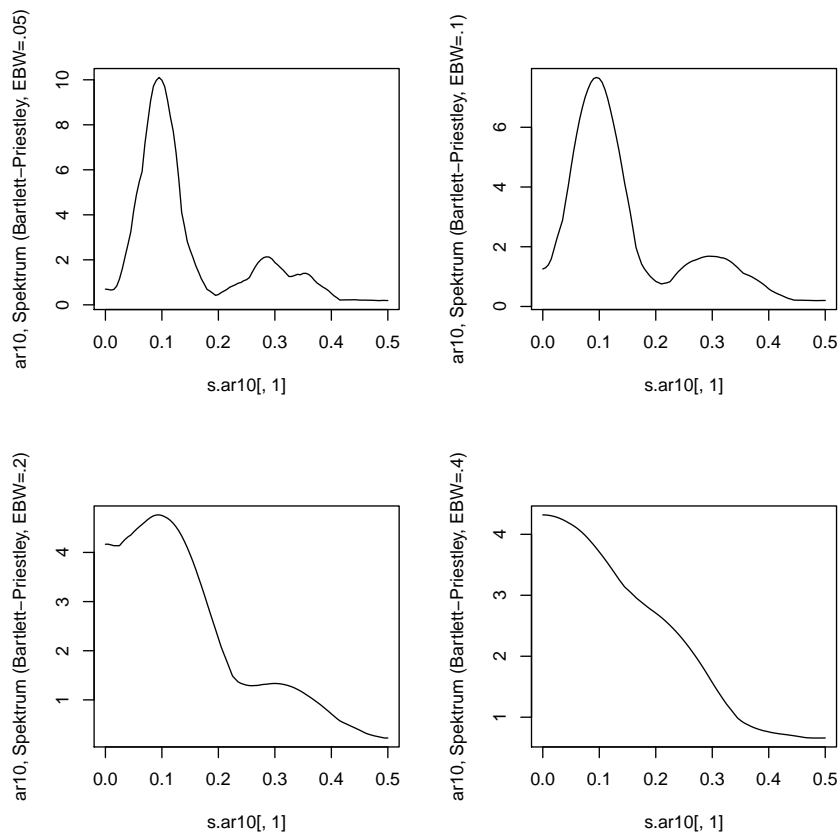 ar10, Spektrum (Bartlett−Priestley, EBW=.05)
0 2 4 6 8 10
0.0 0.1 0.2 0.3 0.4 0.5
s.ar10[, 1]
ar10, Spektrum (Bartlett−Priestley, EBW=.1)
0 2 4 6
0.0 0.1 0.2 0.3 0.4 0.5
s.ar10[, 1]
ar10, Spektrum (Bartlett−Priestley, EBW=.2)
1 2 3 4
0.0 0.1 0.2 0.3 0.4 0.5
s.ar10[, 1]
ar10, Spektrum (Bartlett−Priestley, EBW=.4)
1 2 3 4
0.0 0.1 0.2 0.3 0.4 0.5
s.ar10[, 1]